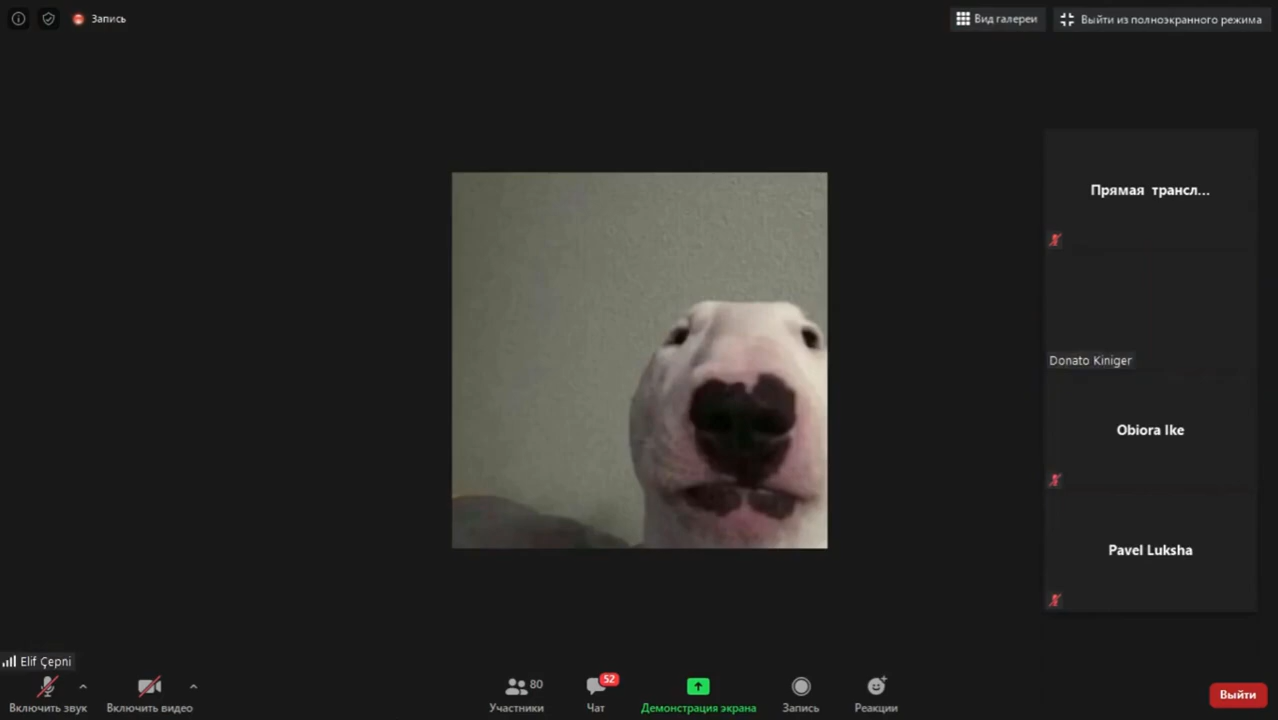 Запись
Вид галереи
Выйти из полноэкранного режима
Прямая трансл...
Donato Kiniger
Obiora Ike
Pavel Luksha
Elif Çepni
Включить звук
Включить видео
80
Участники
52
Чат
Демонстрация экрана
Запись
Реакции
Выйти